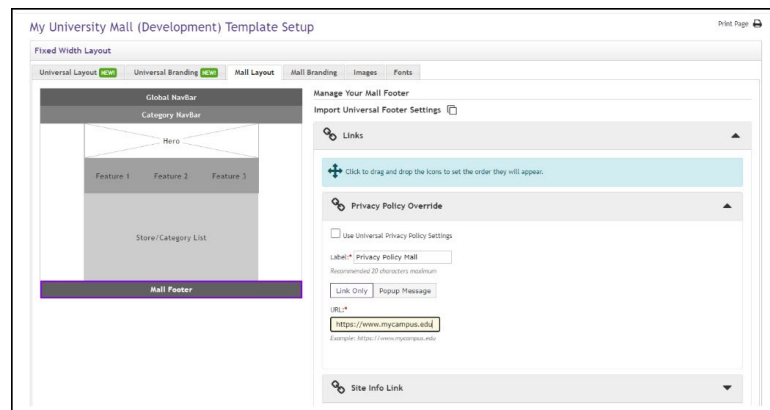 My University Mall (Development) Template Setup
Print Page
Fixed Width Layout
Universal Layout NEW!
Universal Branding NEW!
Mall Layout
Mall Branding
Images
Fonts
Global NavBar
Category NavBar
Hero
Feature 1 Feature 2 Feature 3
Store/Category List
Mall Footer
Manage Your Mall Footer
Import Universal Footer Settings
Links
Click to drag and drop the icons to set the order they will appear.
Privacy Policy Override
Use Universal Privacy Policy Settings
Label:* Privacy Policy Mall
Recommended 20 characters maximum
Link Only Popup Message
URL:*
https://www.mycampus.edu
Example: https://www.mycampus.edu
Site Info Link